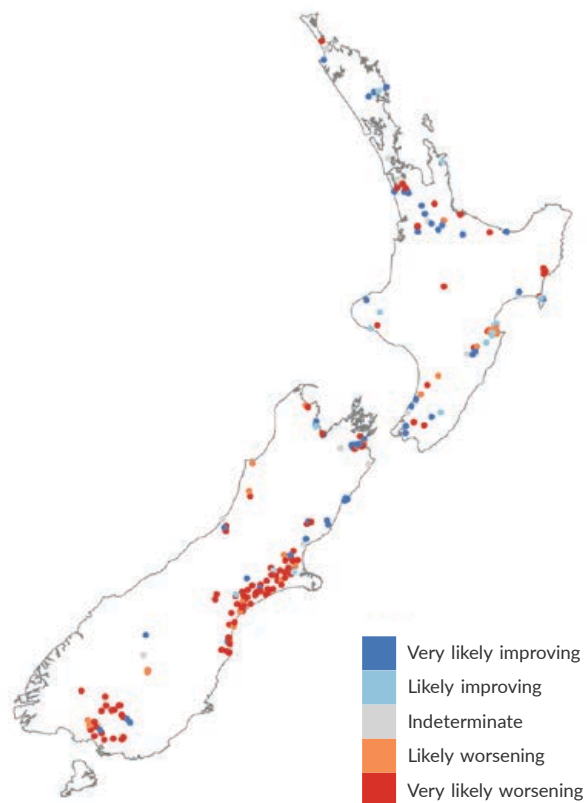 Very likely improving
Likely improving
Indeterminate
Likely worsening
Very likely worsening